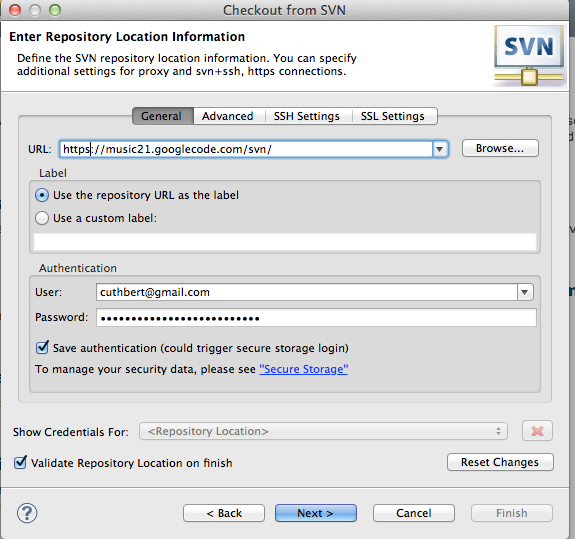 Checkout from SVN
Enter Repository Location Information
Define the SVN repository location information. You can specify
additional settings for proxy and svn+ssh, https connections.
SVN
General Advanced SSH Settings SSL Settings
URL: https://music21.googlecode.com/svn/ Browse...
Label
Use the repository URL as the label
Use a custom label:
Authentication
User: cuthbert@gmail.com
Password: ••••••••••••••••••••••••
Save authentication (could trigger secure storage login)
To manage your security data, please see "Secure Storage"
Show Credentials For: <Repository Location>
Validate Repository Location on finish Reset Changes
? < Back Next > Cancel Finish